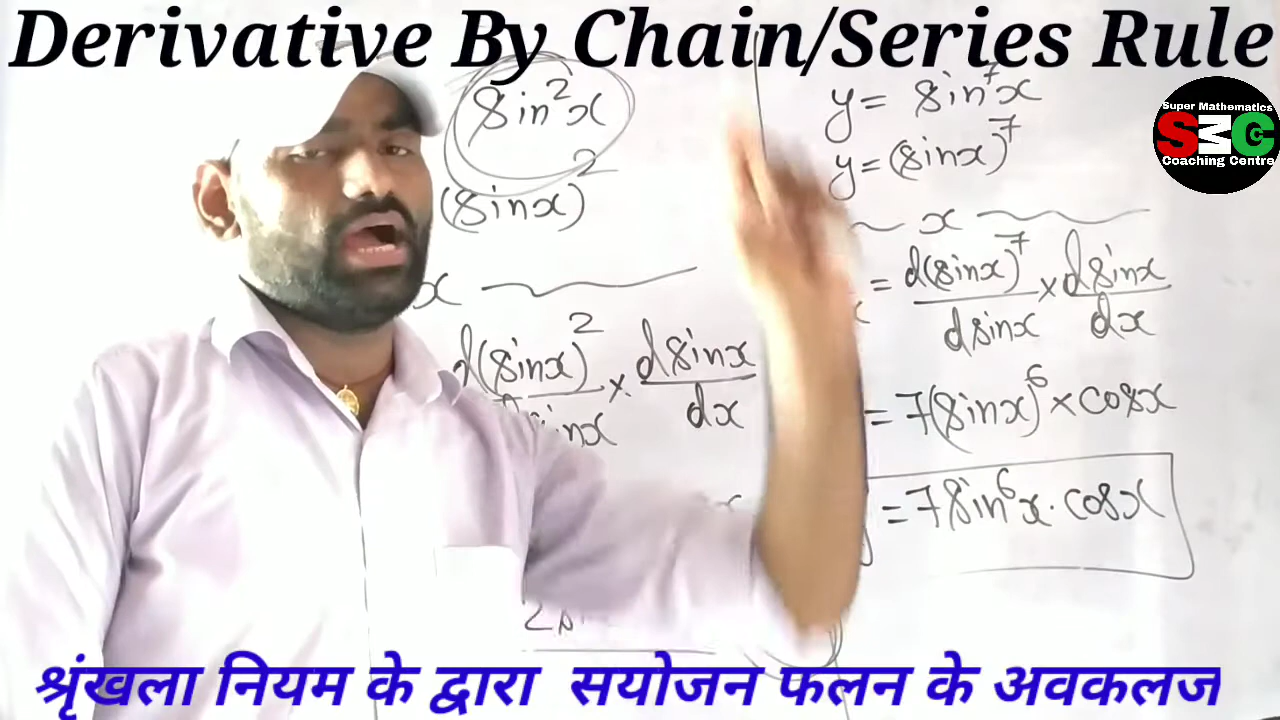 Derivative By Chain/Series Rule
Super Mathematics
SMC
Coaching Centre
sin²x
(sinx)²
x
d(sinx)² × dsinx
dx
y = sin⁷x
y = (sinx)⁷
x
= d(sinx)⁷ × dsinx
dsinx dx
= 7(sinx)⁶ × cosx
= 7sin⁶x · cosx
श्रृंखला नियम के द्वारा सयोजन फलन के अवकलज